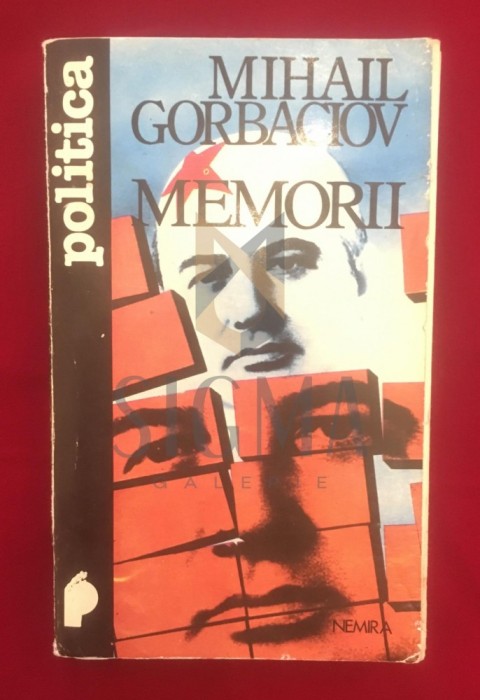 politica
MIHAIL
GORBACIOV
MEMORII
SIGMA
GALERIE
NEMIRA